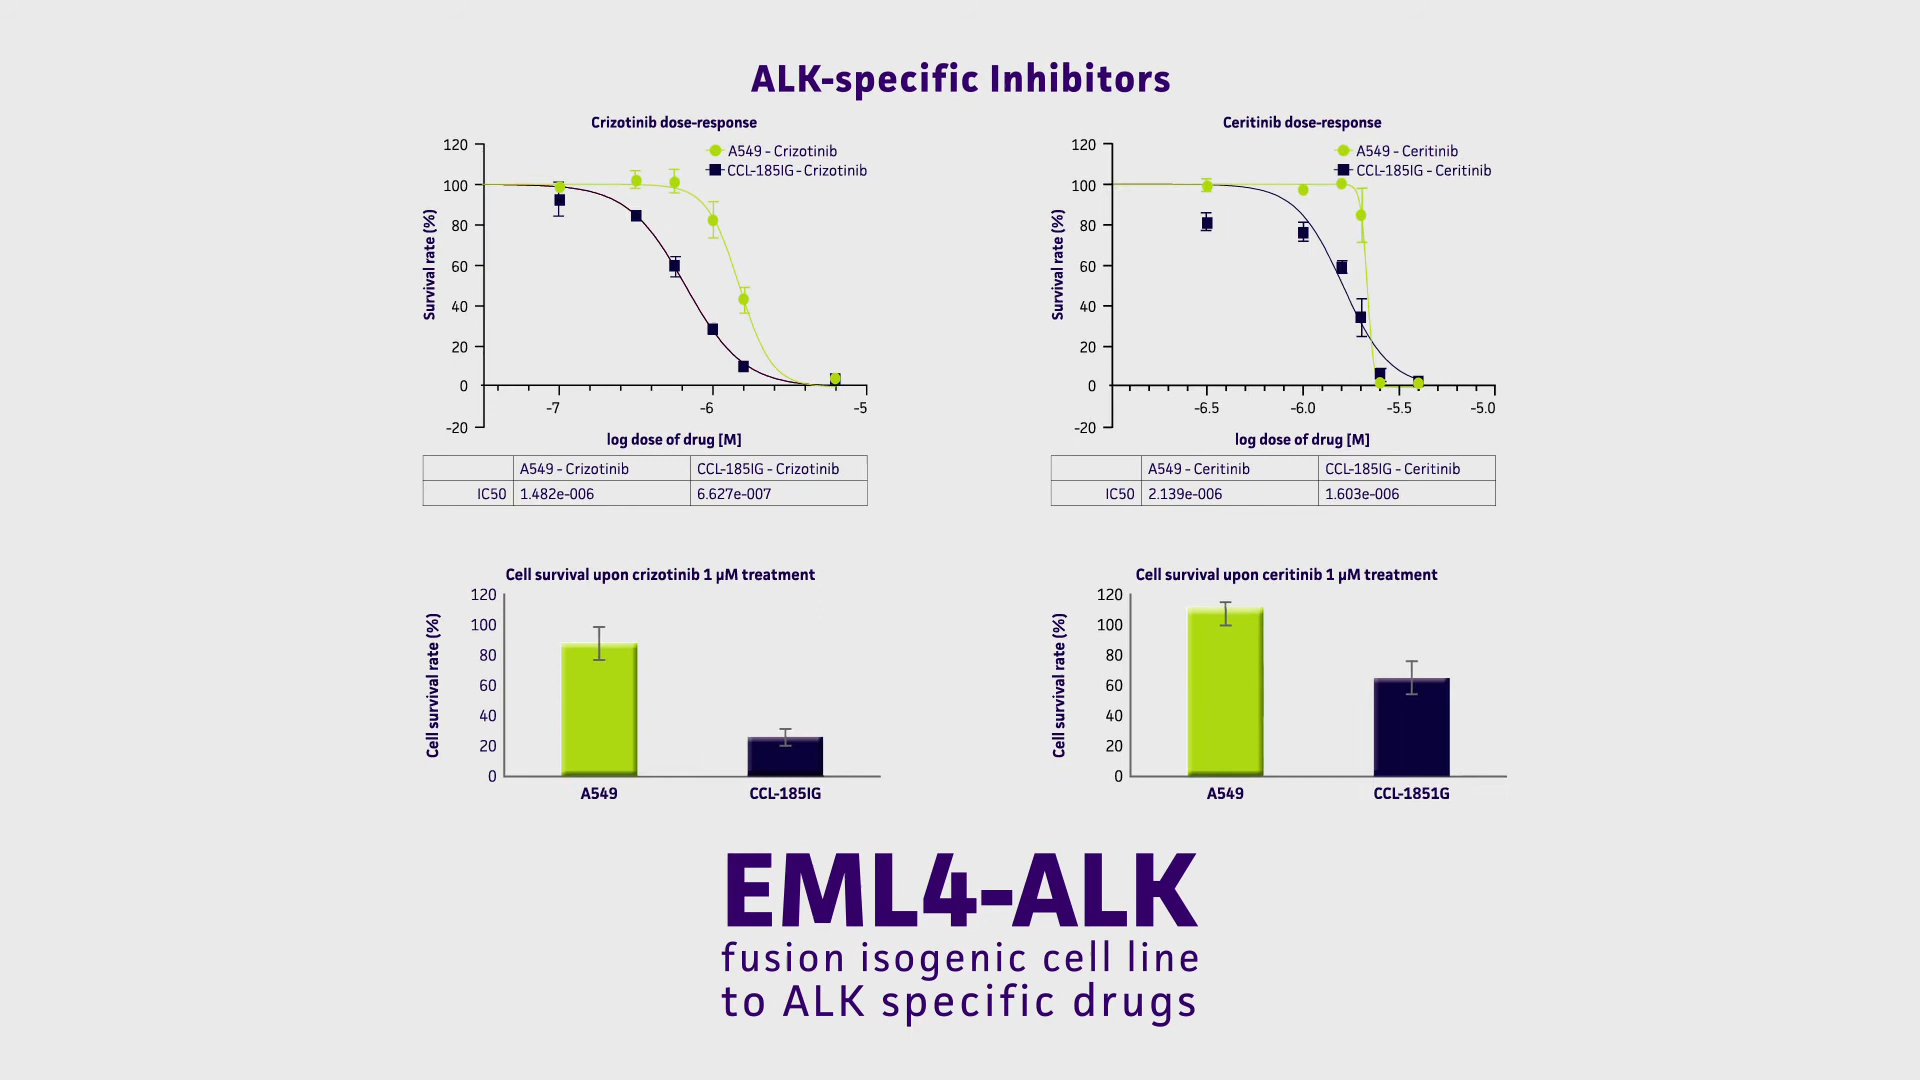 ALK-specific Inhibitors
Crizotinib dose-response
A549 - Crizotinib
CCL-185IG - Crizotinib
Survival rate (%)
120
100
80
60
40
20
0
-20
-7
-6
-5
log dose of drug [M]
A549 - Crizotinib CCL-185IG - Crizotinib
IC50 1.482e-006 6.627e-007
Ceritinib dose-response
A549 - Ceritinib
CCL-185IG - Ceritinib
Survival rate (%)
120
100
80
60
40
20
0
-20
-6.5
-6.0
-5.5
-5.0
log dose of drug [M]
A549 - Ceritinib CCL-185IG - Ceritinib
IC50 2.139e-006 1.603e-006
Cell survival upon crizotinib 1 µM treatment
Cell survival rate (%)
120
100
80
60
40
20
0
A549
CCL-185IG
Cell survival upon ceritinib 1 µM treatment
Cell survival rate (%)
120
100
80
60
40
20
0
A549
CCL-1851G
EML4-ALK
fusion isogenic cell line
to ALK specific drugs